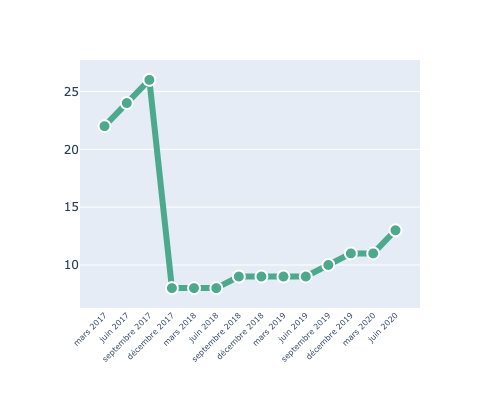 25
20
15
10
mars 2017
juin 2017
septembre 2017
décembre 2017
mars 2018
juin 2018
septembre 2018
décembre 2018
mars 2019
juin 2019
septembre 2019
décembre 2019
mars 2020
juin 2020